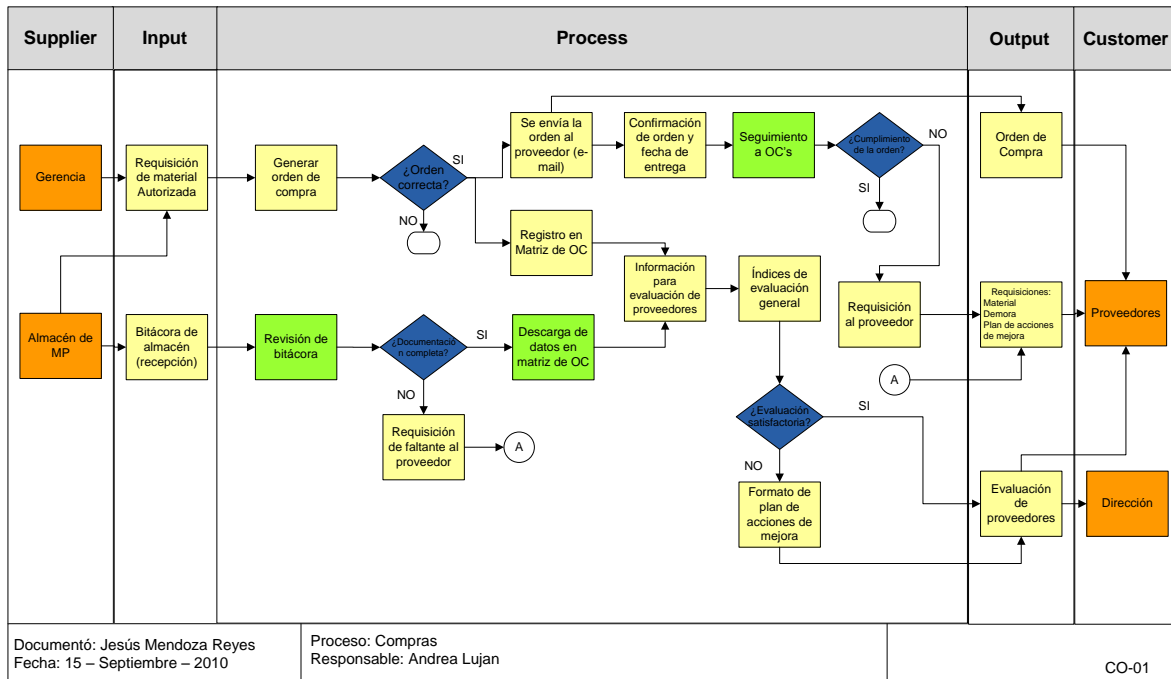 Supplier
Input
Process
Output
Customer
Gerencia
Requisición
de material
Autorizada
Generar
orden de
compra
¿Orden
correcta?
SI
NO
Se envía la
orden al
proveedor (e-
mail)
Confirmación
de orden y
fecha de
entrega
Seguimiento
a OC's
¿Cumplimiento
de la orden?
NO
SI
Orden de
Compra
Registro en
Matriz de OC
Información
para
evaluación de
proveedores
Índices de
evaluación
general
Requisición
al proveedor
Requisiciones:
Material
Demora
Plan de acciones
de mejora
Proveedores
Almacén de
MP
Bitácora de
almacén
(recepción)
Revisión de
bitácora
¿Documentació
n completa?
SI
NO
Descarga de
datos en
matriz de OC
A
Requisición
de faltante al
proveedor
A
¿Evaluación
satisfactoria?
SI
NO
Formato de
plan de
acciones de
mejora
Evaluación
de
proveedores
Dirección
Documentó: Jesús Mendoza Reyes
Fecha: 15 – Septiembre – 2010
Proceso: Compras
Responsable: Andrea Lujan
CO-01